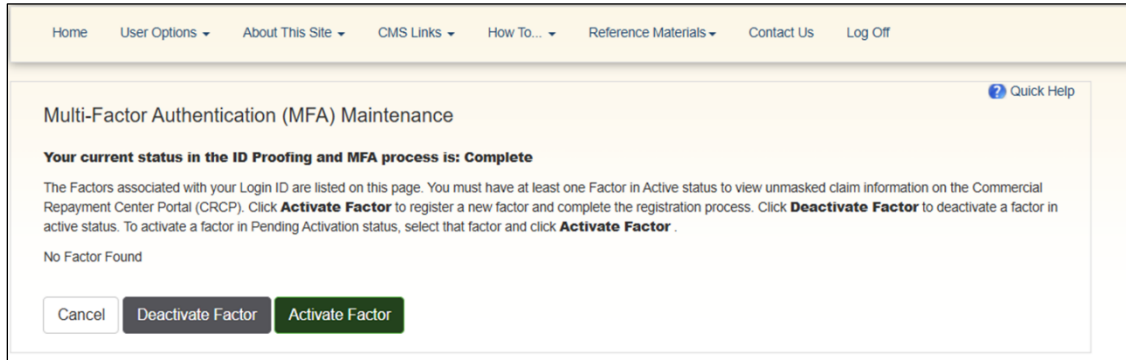 Home User Options About This Site CMS Links How To... Reference Materials Contact Us Log Off
Quick Help
Multi-Factor Authentication (MFA) Maintenance
Your current status in the ID Proofing and MFA process is: Complete
The Factors associated with your Login ID are listed on this page. You must have at least one Factor in Active status to view unmasked claim information on the Commercial
Repayment Center Portal (CRCP). Click Activate Factor to register a new factor and complete the registration process. Click Deactivate Factor to deactivate a factor in
active status. To activate a factor in Pending Activation status, select that factor and click Activate Factor .
No Factor Found
Cancel Deactivate Factor Activate Factor